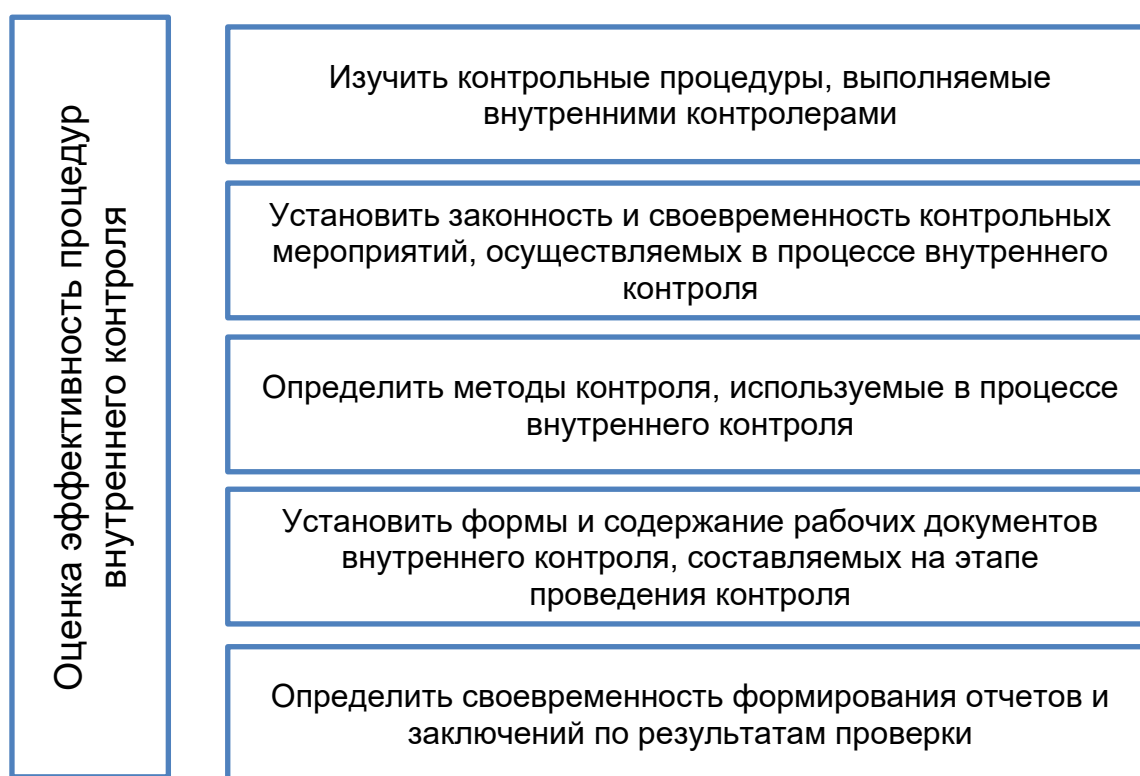 Оценка эффективность процедур
внутреннего контроля
Изучить контрольные процедуры, выполняемые
внутренними контролерами
Установить законность и своевременность контрольных
мероприятий, осуществляемых в процессе внутреннего
контроля
Определить методы контроля, используемые в процессе
внутреннего контроля
Установить формы и содержание рабочих документов
внутреннего контроля, составляемых на этапе
проведения контроля
Определить своевременность формирования отчетов и
заключений по результатам проверки